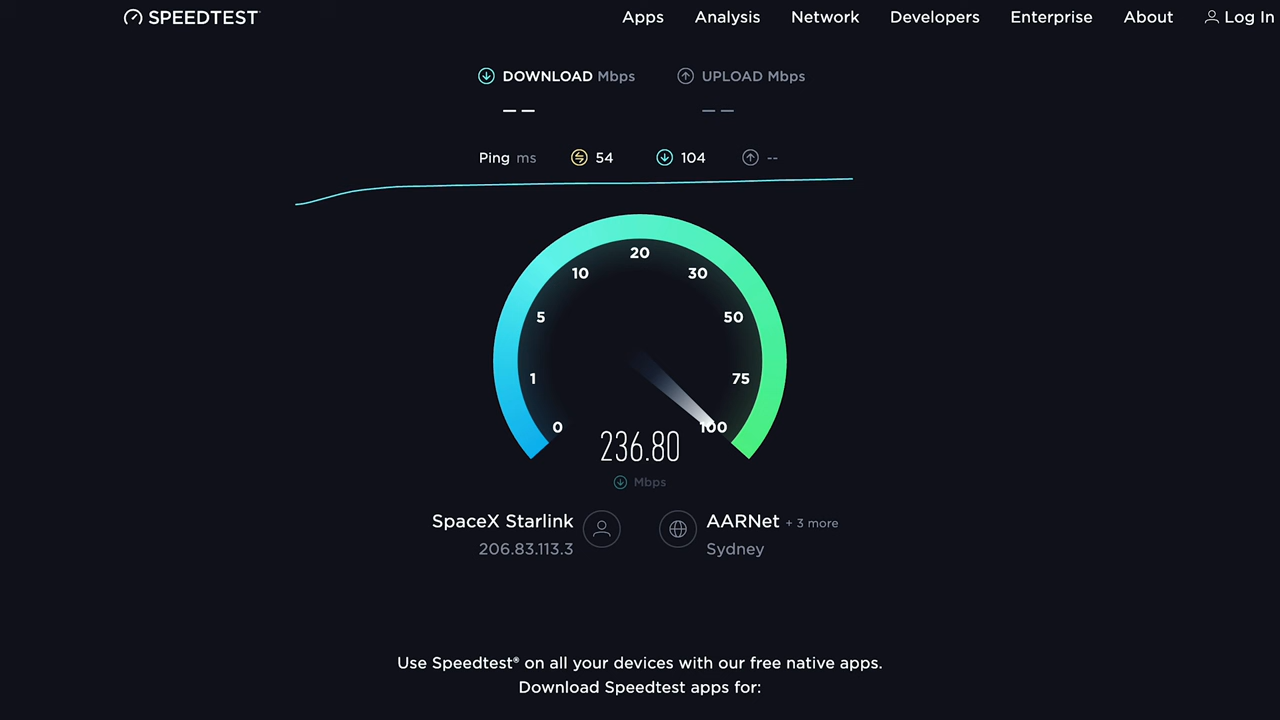 SPEEDTEST
Apps Analysis Network Developers Enterprise About Log In
DOWNLOAD Mbps UPLOAD Mbps
— — — —
Ping ms 54 104 --
20
10 30
5 50
1 75
0 100
236.80
Mbps
SpaceX Starlink AARNet + 3 more
206.83.113.3 Sydney
Use Speedtest® on all your devices with our free native apps.
Download Speedtest apps for: